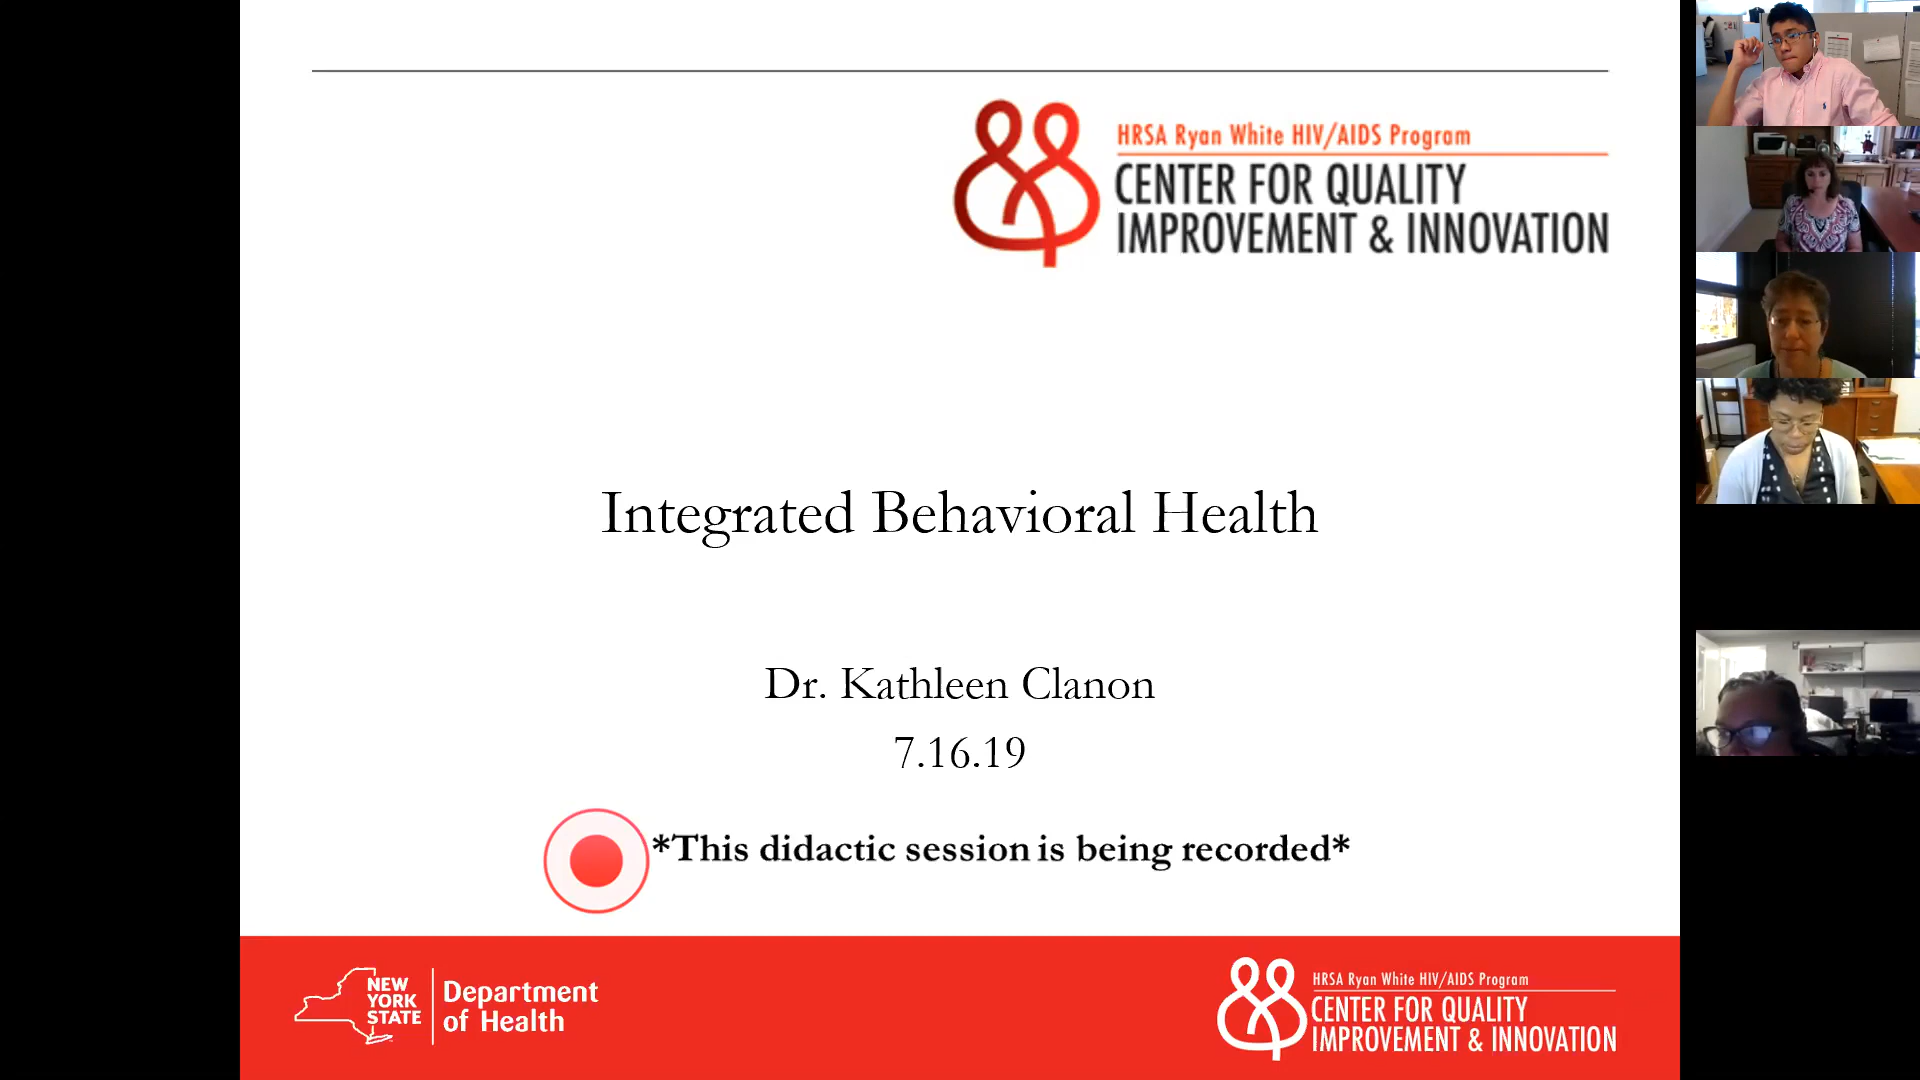 HRSA Ryan White HIV/AIDS Program
CENTER FOR QUALITY
IMPROVEMENT & INNOVATION
Integrated Behavioral Health
Dr. Kathleen Clanon
7.16.19
*This didactic session is being recorded*
NEW
YORK
STATE
Department
of Health
HRSA Ryan White HIV/AIDS Program
CENTER FOR QUALITY
IMPROVEMENT & INNOVATION